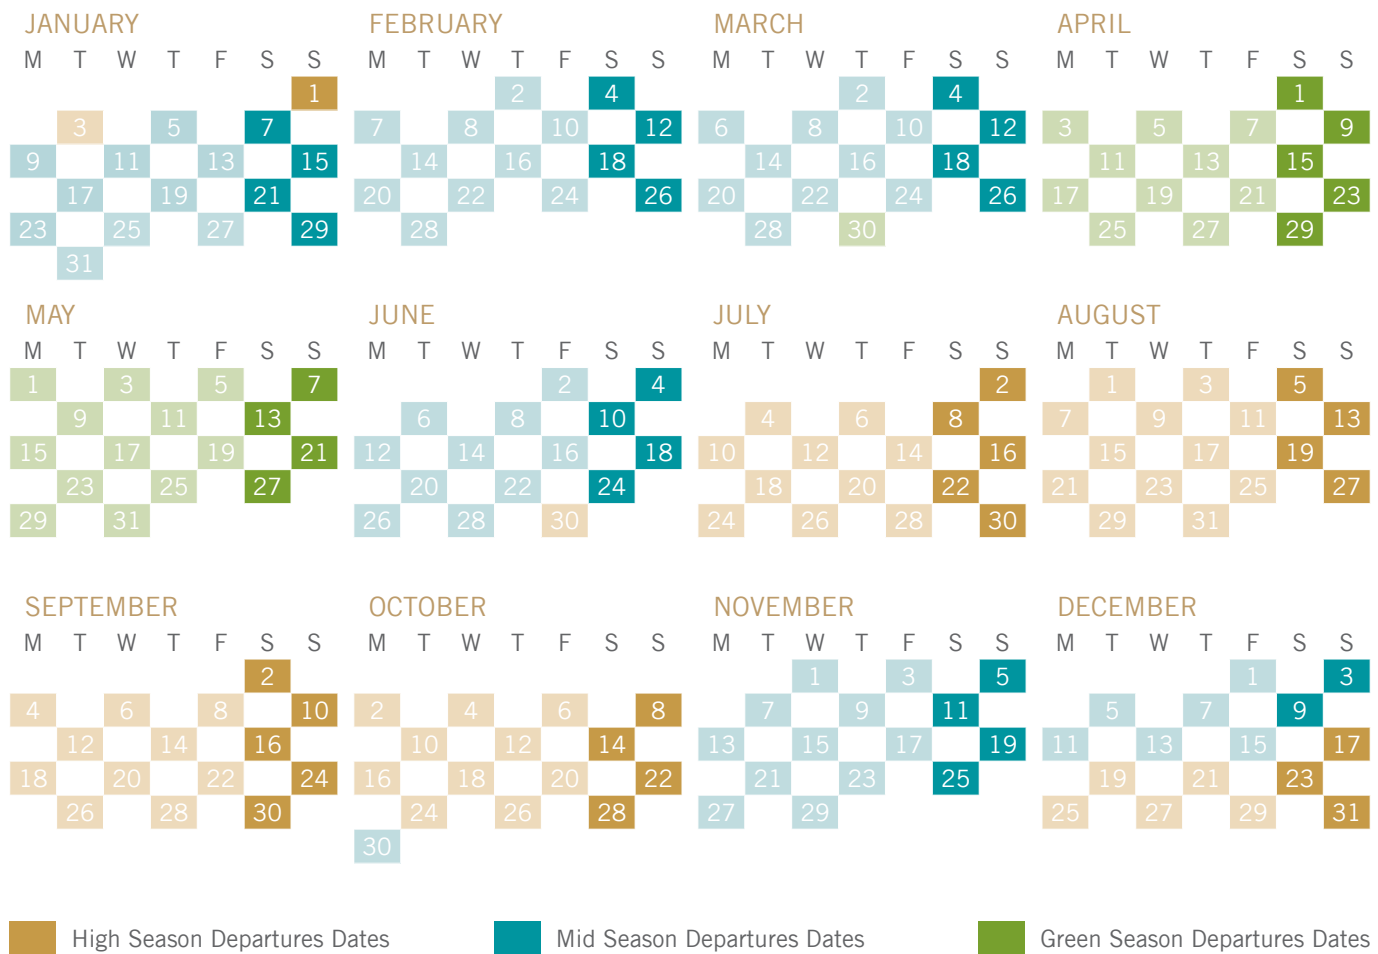 JANUARY FEBRUARY MARCH APRIL
M T W T F S S M T W T F S S M T W T F S S M T W T F S S
1 2 4 2 4 1
3 5 7 7 8 10 12 6 8 10 12 3 5 7 9
9 11 13 15 14 16 18 14 16 18 11 13 15
17 19 21 20 22 24 26 20 22 24 26 17 19 21 23
23 25 27 29 28 28 30 25 27 29
31
MAY JUNE JULY AUGUST
M T W T F S S M T W T F S S M T W T F S S M T W T F S S
1 3 5 7 2 4 2 1 3 5
9 11 13 6 8 10 4 6 8 7 9 11 13
15 17 19 21 12 14 16 18 10 12 14 16 15 17 19
23 25 27 20 22 24 18 20 22 21 23 25 27
29 31 26 28 30 24 26 28 30 29 31
SEPTEMBER OCTOBER NOVEMBER DECEMBER
M T W T F S S M T W T F S S M T W T F S S M T W T F S S
2 1 3 5 1 3
4 6 8 10 2 4 6 8 7 9 11 5 7 9
12 14 16 10 12 14 13 15 17 19 11 13 15 17
18 20 22 24 16 18 20 22 21 23 25 19 21 23
26 28 30 24 26 28 27 29 25 27 29 31
30
High Season Departures Dates Mid Season Departures Dates Green Season Departures Dates